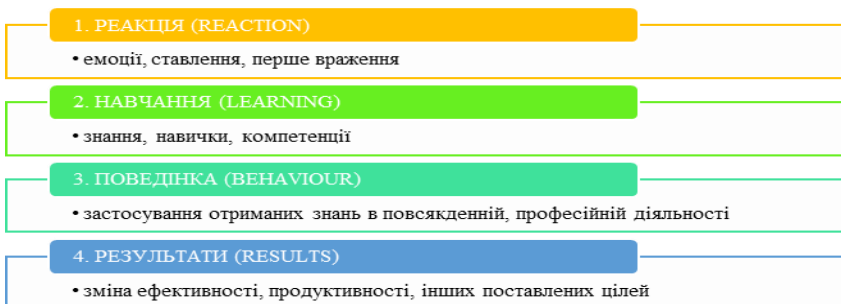 1. РЕАКЦІЯ (REACTION)
• емоції, ставлення, перше враження
2. НАВЧАННЯ (LEARNING)
• знання, навички, компетенції
3. ПОВЕДІНКА (BEHAVIOUR)
• застосування отриманих знань в повсякденній, професійній діяльності
4. РЕЗУЛЬТАТИ (RESULTS)
• зміна ефективності, продуктивності, інших поставлених цілей